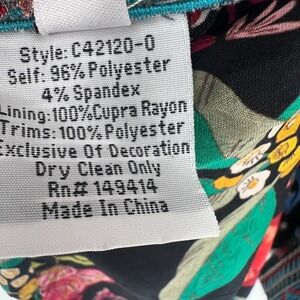 Style: C42120-0
Self: 96% Polyester
4% Spandex
Lining:100%Cupra Rayon
Trims: 100% Polyester
Exclusive Of Decoration
Dry Clean Only
Rn# 149414
Made In China